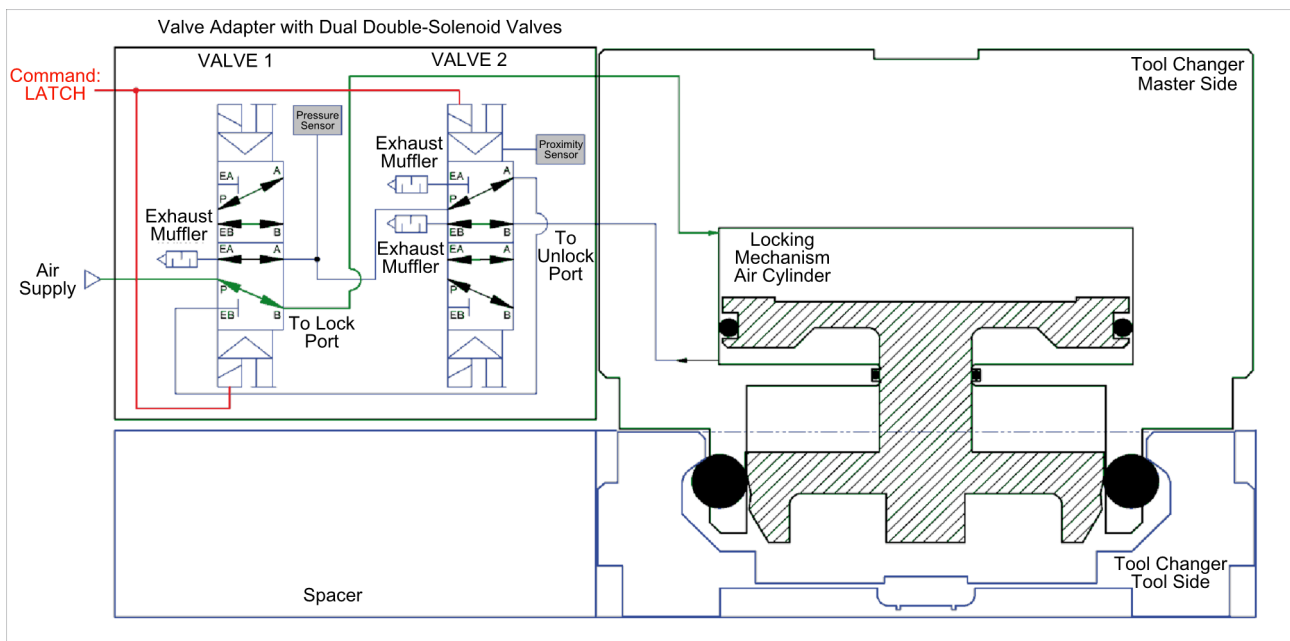 Valve Adapter with Dual Double-Solenoid Valves
VALVE 1
VALVE 2
Command:
LATCH
Tool Changer
Master Side
Pressure
Sensor
Exhaust
Muffler
Proximity
Sensor
EA
A
P
EB
B
EA
A
P
EB
B
Exhaust
Muffler
Exhaust
Muffler
EA
A
P
EB
B
EA
A
P
EB
B
Air
Supply
To Lock
Port
To
Unlock
Port
Locking
Mechanism
Air Cylinder
Spacer
Tool Changer
Tool Side